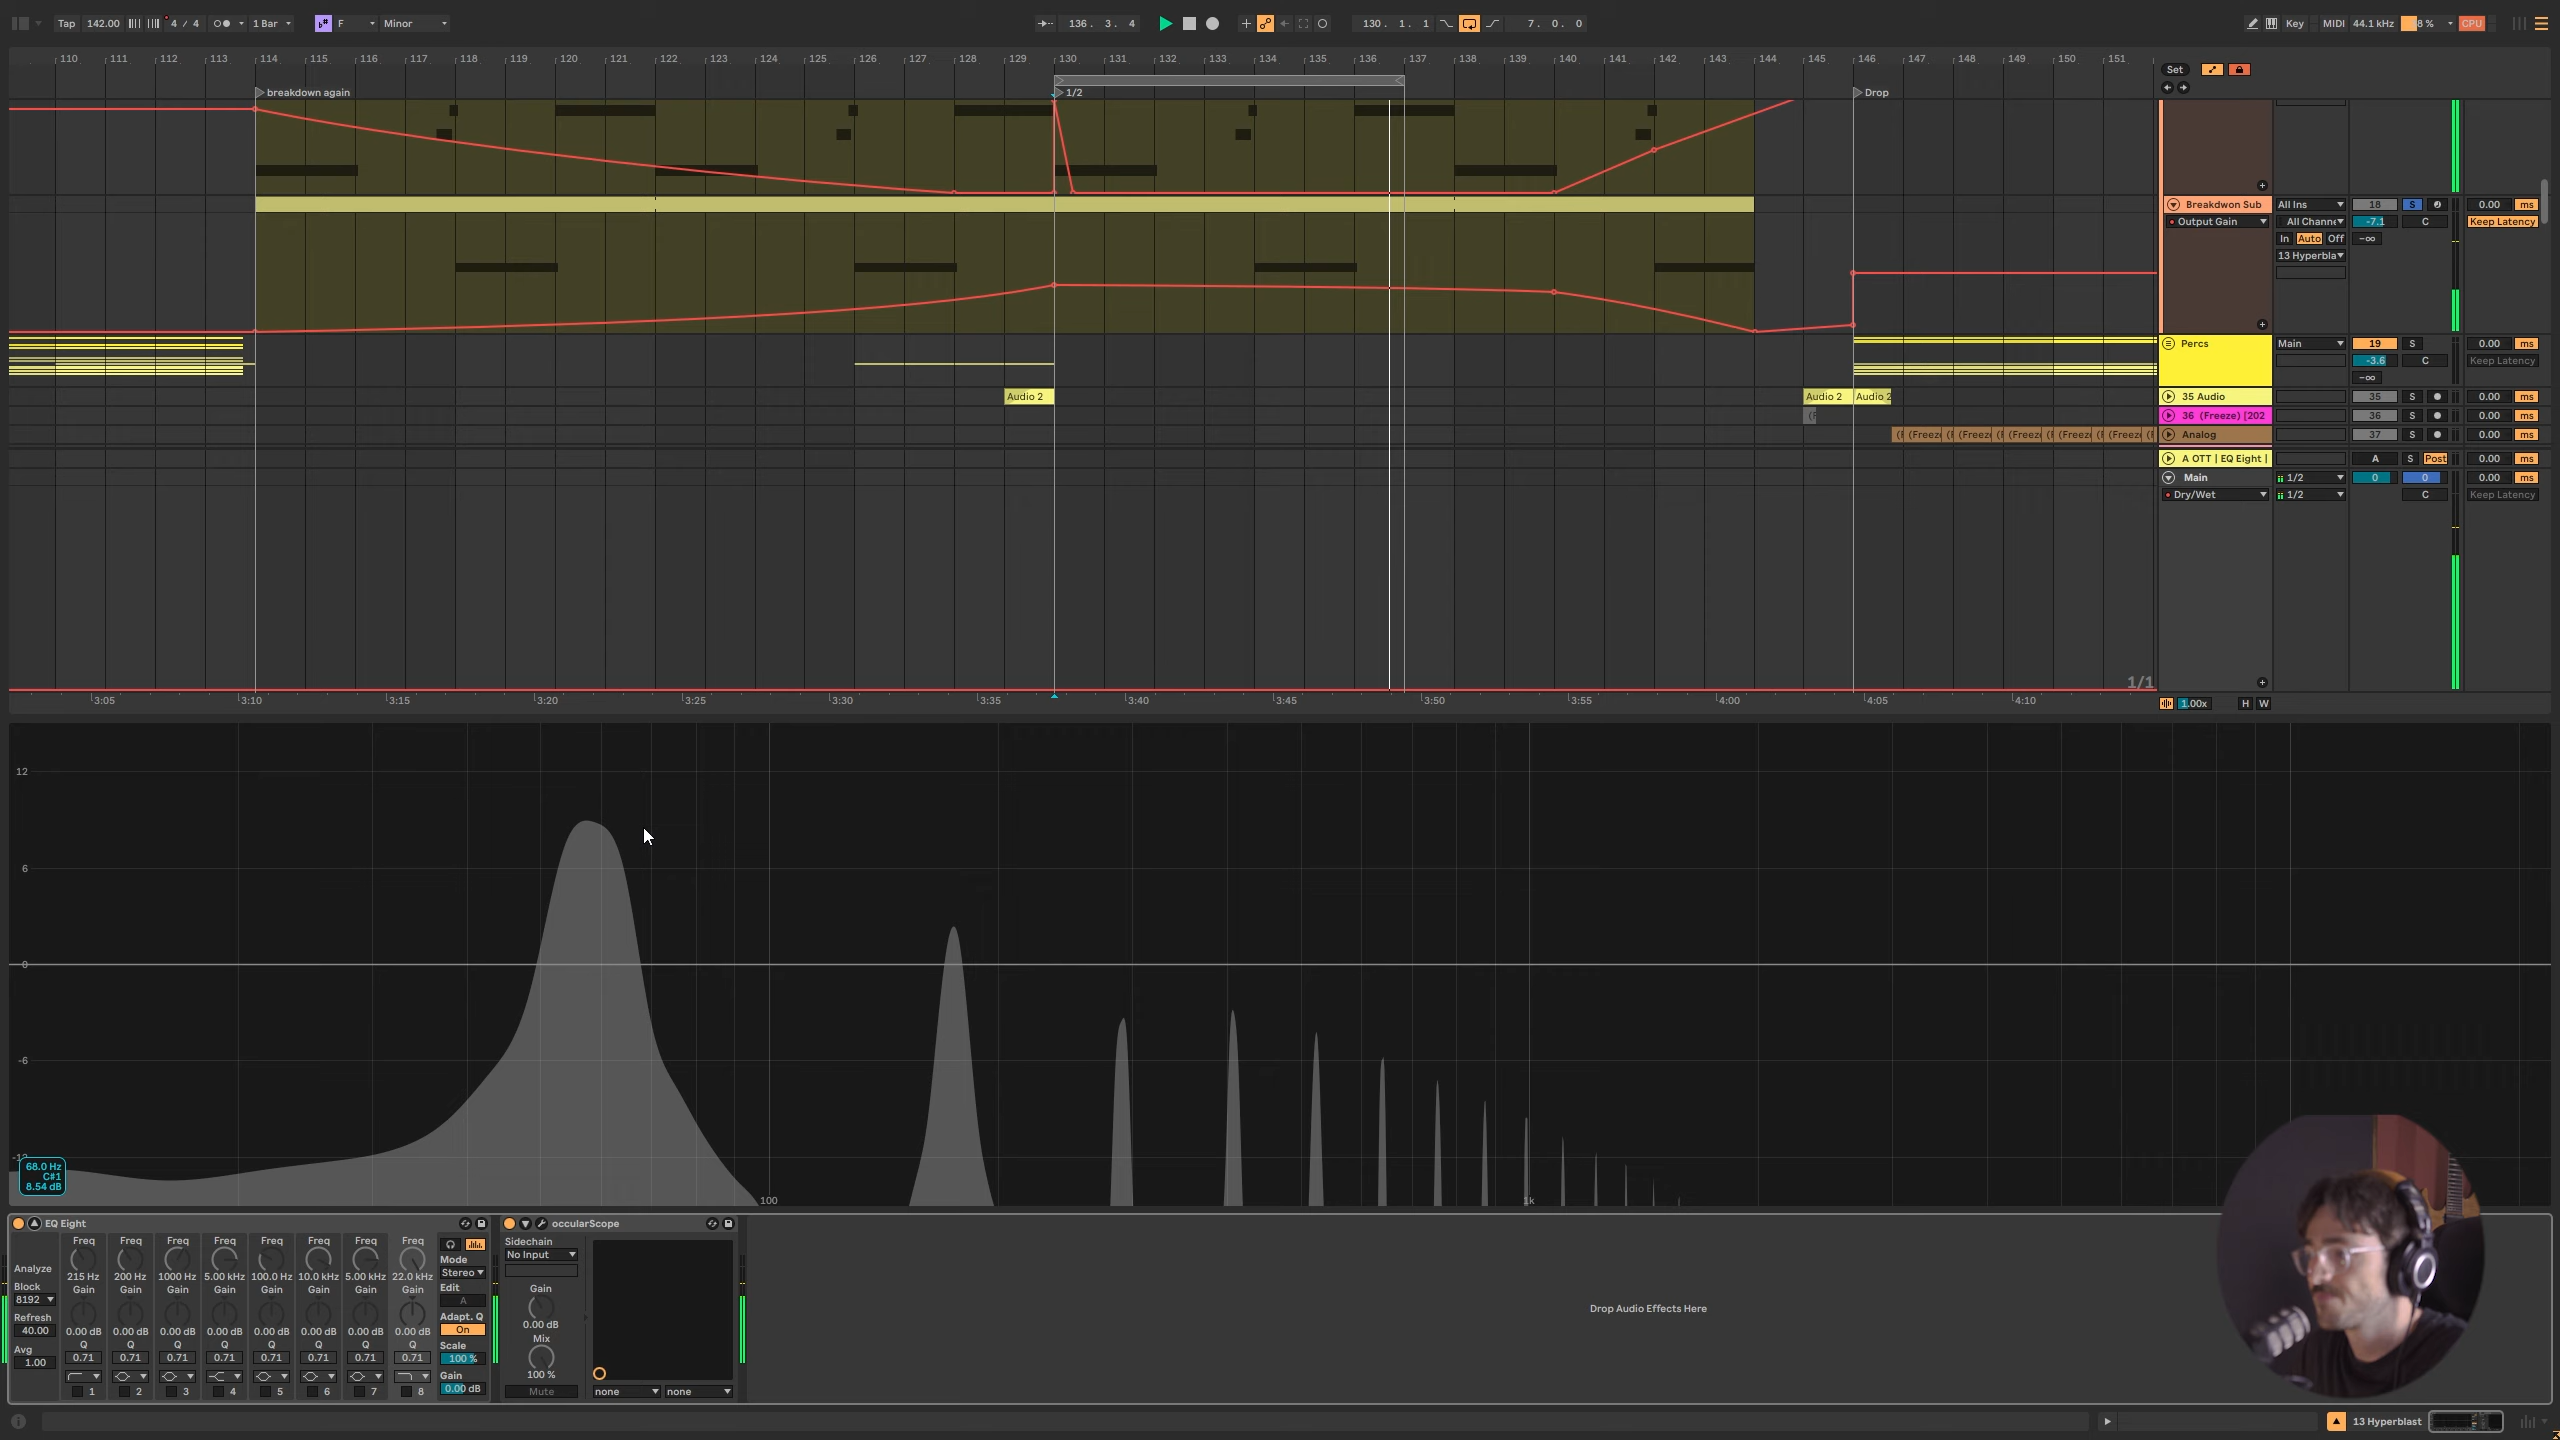 Tap 142.00 4 / 4 1 Bar F Minor 136. 3. 4 130. 1. 1 7. 0. 0 Key MIDI 44.1 kHz 8 % CPU
110 111 112 113 114 115 116 117 118 119 120 121 122 123 124 125 126 127 128 129 130 131 132 133 134 135 136 137 138 139 140 141 142 143 144 145 146 147 148 149 150 151
Set
breakdown again 1/2 Drop
Breakdwon Sub All Ins 18 S 0.00 ms
Output Gain All Channe -7.1 C Keep Latency
In Auto Off -∞
13 Hyperbla
Percs Main 19 S 0.00 ms
-3.6 C Keep Latency
-∞
Audio 2 Audio 2 Audio 2 35 Audio 35 S 0.00 ms
36 (Freeze) [202 36 S 0.00 ms
(Freeze (Freeze (Freeze (Freeze (Freeze Analog 37 S 0.00 ms
A OTT | EQ Eight | A S Post 0.00 ms
Main 1/2 0 0 0.00 ms
Dry/Wet 1/2 C Keep Latency
1/1
3:05 3:10 3:15 3:20 3:25 3:30 3:35 3:40 3:45 3:50 3:55 4:00 4:05 4:10 1.00x H W
12
6
0
-6
68.0 Hz
C#1
8.54 dB
100 1k
EQ Eight occularScope
Freq Freq Freq Freq Freq Freq Freq Freq Sidechain
No Input
Analyze 215 Hz 200 Hz 1000 Hz 5.00 kHz 100.0 Hz 10.0 kHz 5.00 kHz 22.0 kHz
Mode
Stereo
Block
8192
Gain Gain Gain Gain Gain Gain Gain Gain
Edit
A
Gain
Refresh
40.00
0.00 dB 0.00 dB 0.00 dB 0.00 dB 0.00 dB 0.00 dB 0.00 dB 0.00 dB
Adapt. Q
On
0.00 dB
Drop Audio Effects Here
Q Q Q Q Q Q Q Q
Scale
100 %
Mix
100 %
Avg
1.00
0.71 0.71 0.71 0.71 0.71 0.71 0.71 0.71
Gain
0.00 dB
1 2 3 4 5 6 7 8
Mute none none
13 Hyperblast